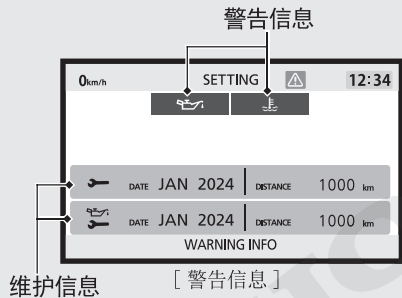 警告信息
0km/h SETTING 12:34
DATE JAN 2024 DISTANCE 1000 km
DATE JAN 2024 DISTANCE 1000 km
WARNING INFO
维护信息
[ 警告信息 ]